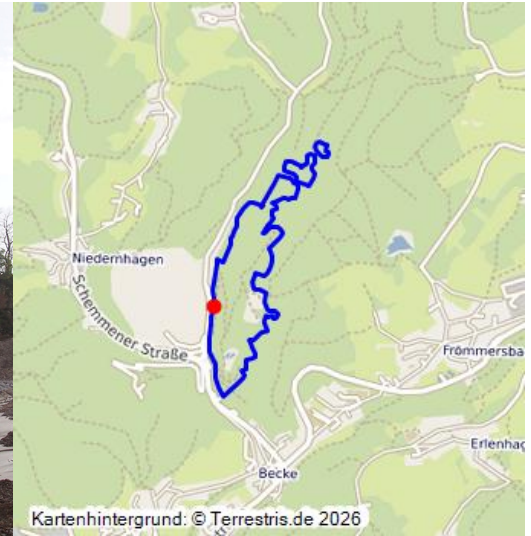 Niedernhagen
Schemmener Straße
Frömmersba
Erlenhag
Becke
Kartenhintergrund: © Terrestris.de 2026